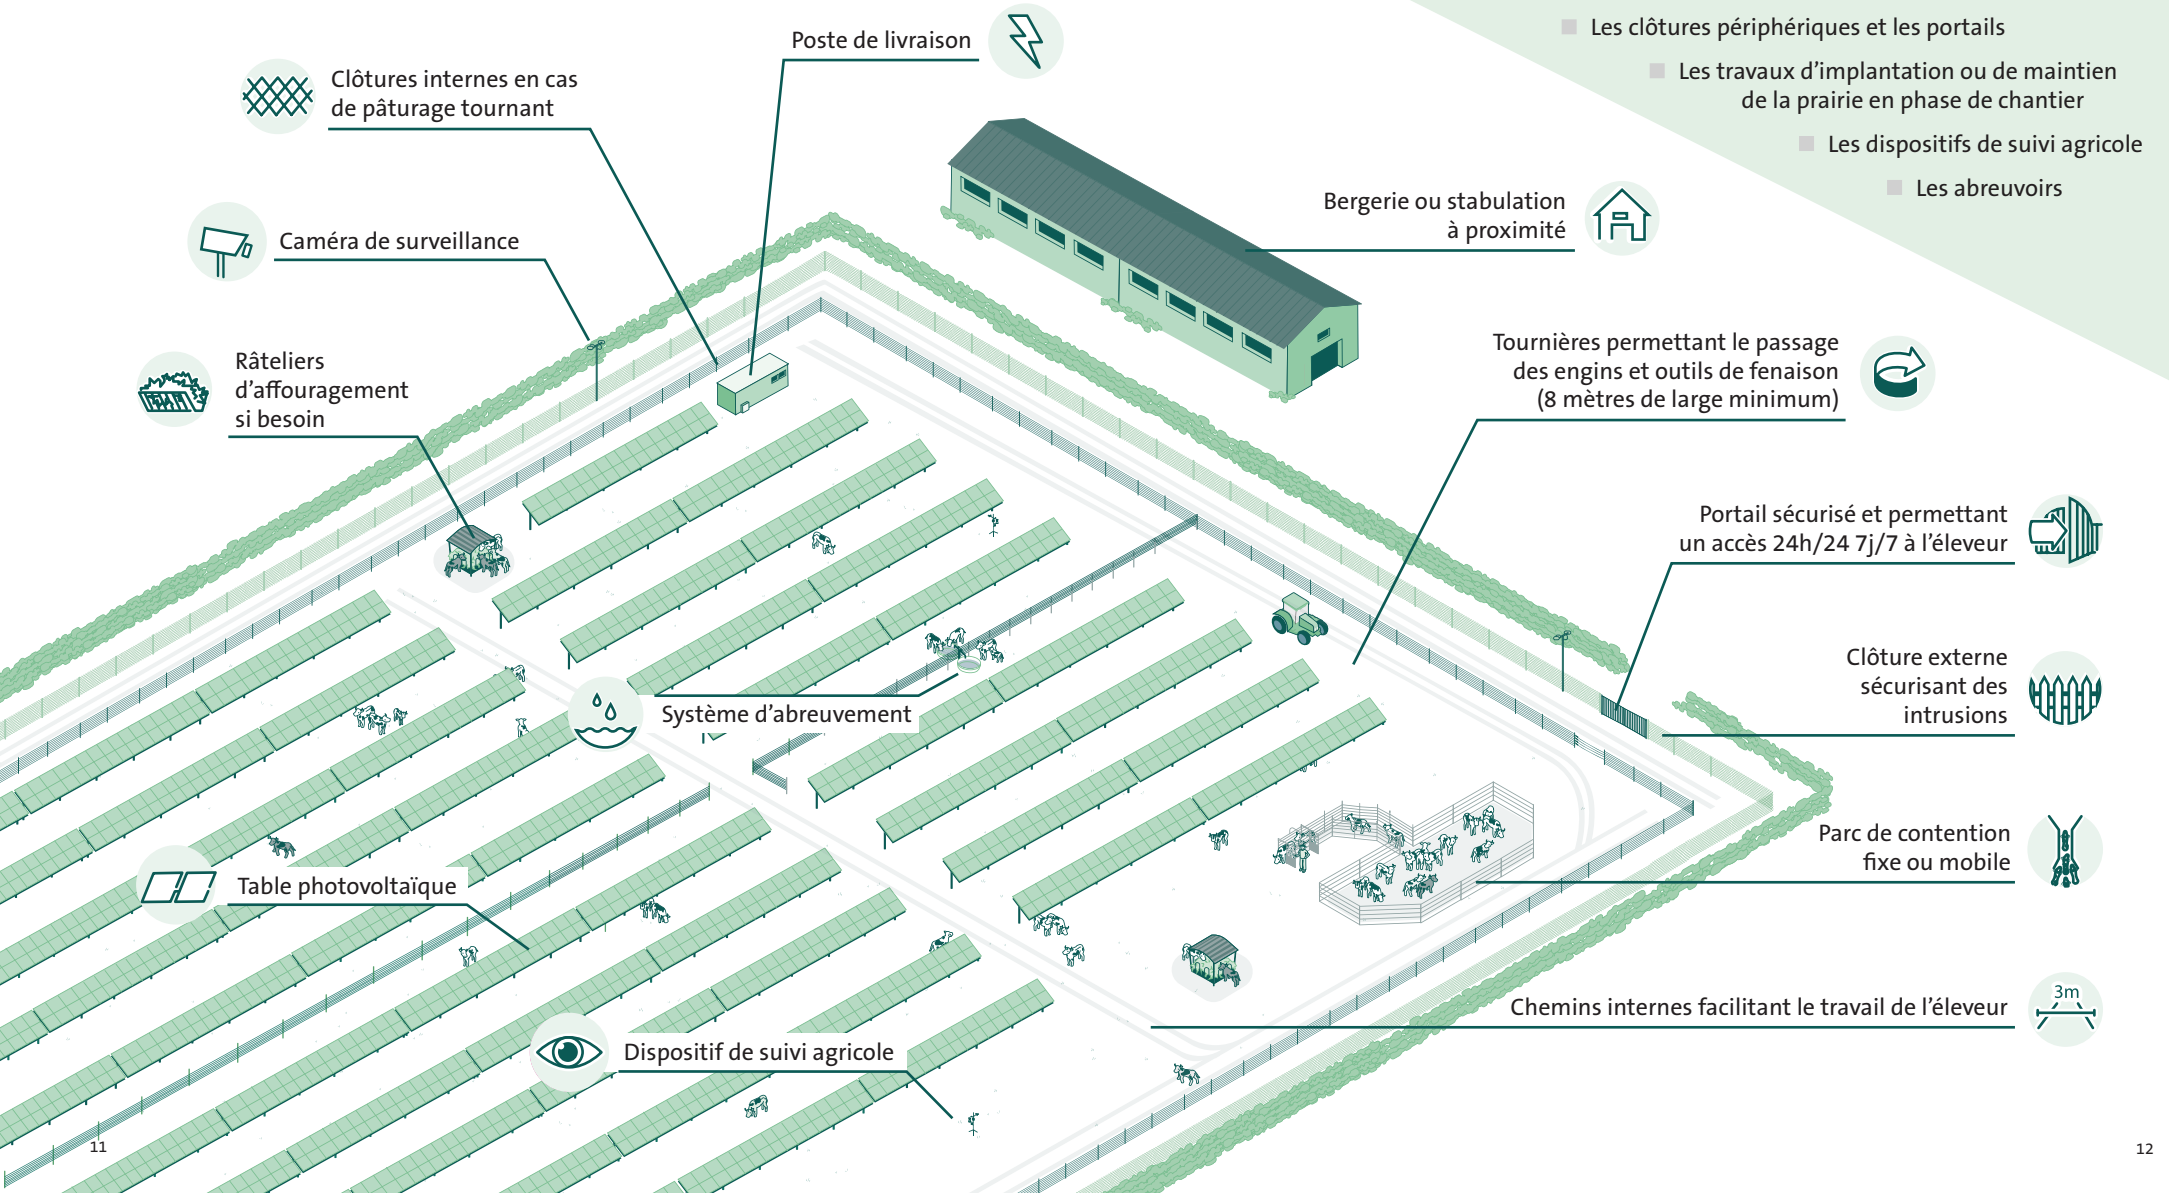 Poste de livraison
Clôtures internes en cas
de pâturage tournant
Caméra de surveillance
Râteliers
d’affouragement
si besoin
Les clôtures périphériques et les portails
Les travaux d’implantation ou de maintien
de la prairie en phase de chantier
Les dispositifs de suivi agricole
Les abreuvoirs
Bergerie ou stabulation
à proximité
Tournières permettant le passage
des engins et outils de fenaison
(8 mètres de large minimum)
Portail sécurisé et permettant
un accès 24h/24 7j/7 à l’éleveur
Clôture externe
sécurisant des
intrusions
Système d’abreuvement
Parc de contention
fixe ou mobile
Table photovoltaïque
3m
Chemins internes facilitant le travail de l’éleveur
Dispositif de suivi agricole
11
12